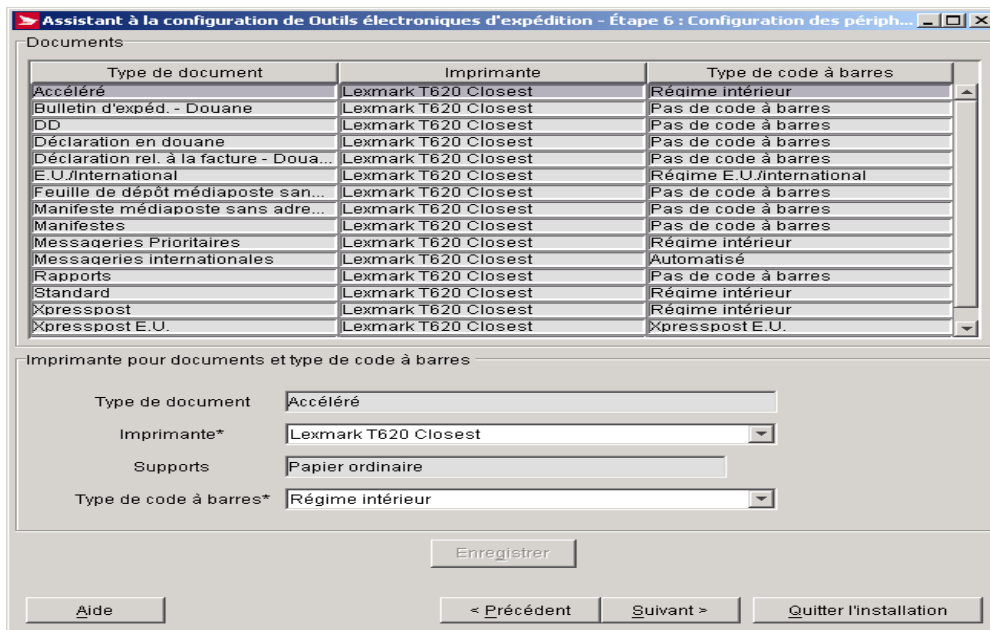 Assistant à la configuration de Outils électroniques d'expédition - Étape 6 : Configuration des périph...
Documents
Type de document Imprimante Type de code à barres
Accéléré Lexmark T620 Closest Régime intérieur
Bulletin d'expéd. - Douane Lexmark T620 Closest Pas de code à barres
DD Lexmark T620 Closest Pas de code à barres
Déclaration en douane Lexmark T620 Closest Pas de code à barres
Déclaration rel. à la facture - Doua... Lexmark T620 Closest Pas de code à barres
E.U./International Lexmark T620 Closest Régime E.U./international
Feuille de dépôt médiaposte san... Lexmark T620 Closest Pas de code à barres
Manifeste médiaposte sans adre... Lexmark T620 Closest Pas de code à barres
Manifestes Lexmark T620 Closest Pas de code à barres
Messageries Prioritaires Lexmark T620 Closest Régime intérieur
Messageries internationales Lexmark T620 Closest Automatisé
Rapports Lexmark T620 Closest Pas de code à barres
Standard Lexmark T620 Closest Régime intérieur
Xpresspost Lexmark T620 Closest Régime intérieur
Xpresspost E.U. Lexmark T620 Closest Xpresspost E.U.
Imprimante pour documents et type de code à barres
Type de document Accéléré
Imprimante* Lexmark T620 Closest
Supports Papier ordinaire
Type de code à barres* Régime intérieur
Enregistrer
Aide < Précédent Suivant > Quitter l'installation